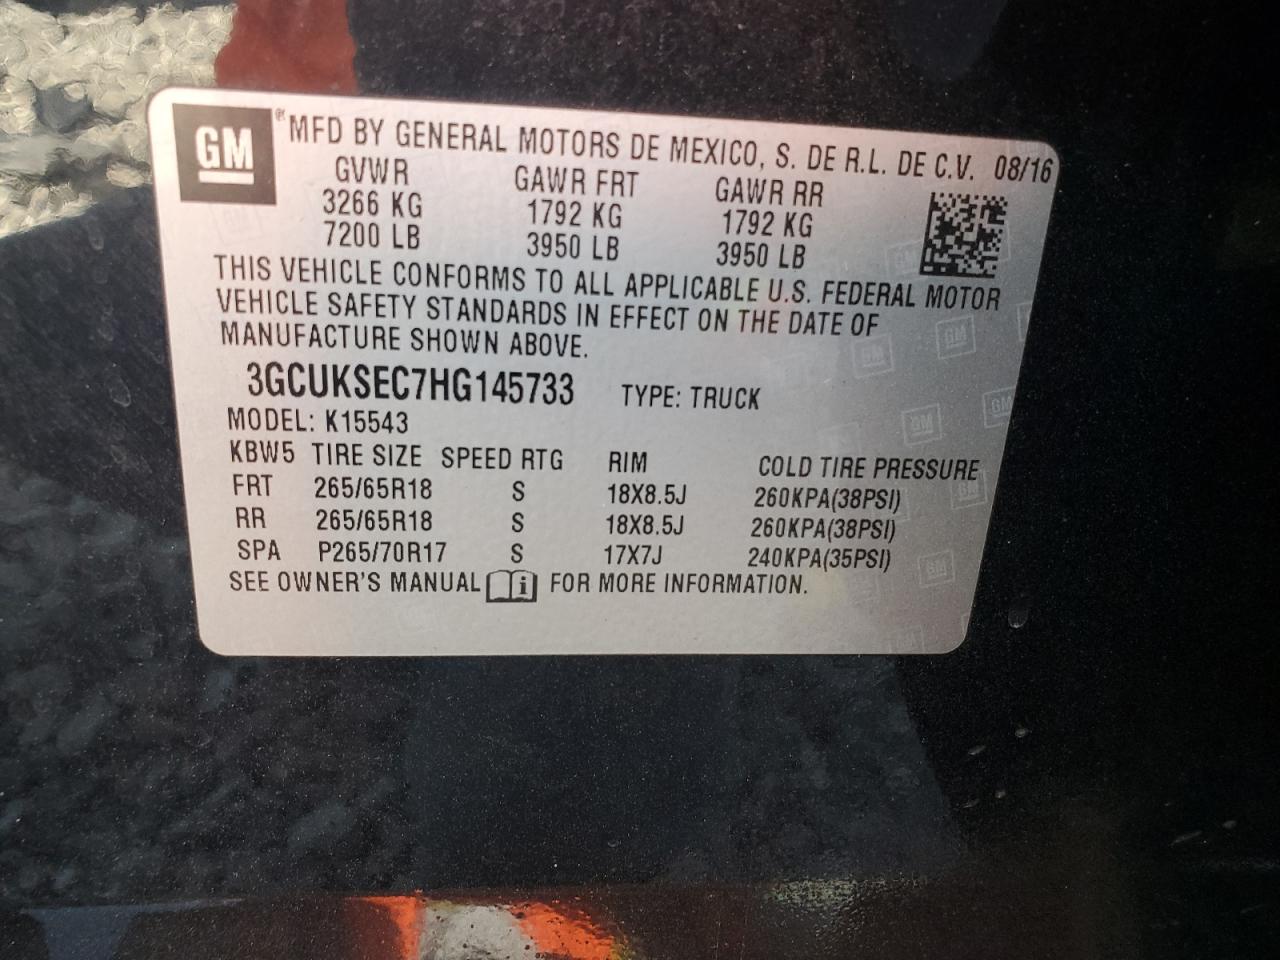 GM ® MFD BY GENERAL MOTORS DE MEXICO, S. DE R.L. DE C.V. 08/16
GVWR GAWR FRT GAWR RR
3266 KG 1792 KG 1792 KG
7200 LB 3950 LB 3950 LB
THIS VEHICLE CONFORMS TO ALL APPLICABLE U.S. FEDERAL MOTOR
VEHICLE SAFETY STANDARDS IN EFFECT ON THE DATE OF
MANUFACTURE SHOWN ABOVE.
3GCUKSEC7HG145733 TYPE: TRUCK
MODEL: K15543
KBW5 TIRE SIZE SPEED RTG RIM COLD TIRE PRESSURE
FRT 265/65R18 S 18X8.5J 260KPA(38PSI)
RR 265/65R18 S 18X8.5J 260KPA(38PSI)
SPA P265/70R17 S 17X7J 240KPA(35PSI)
SEE OWNER'S MANUAL i FOR MORE INFORMATION.